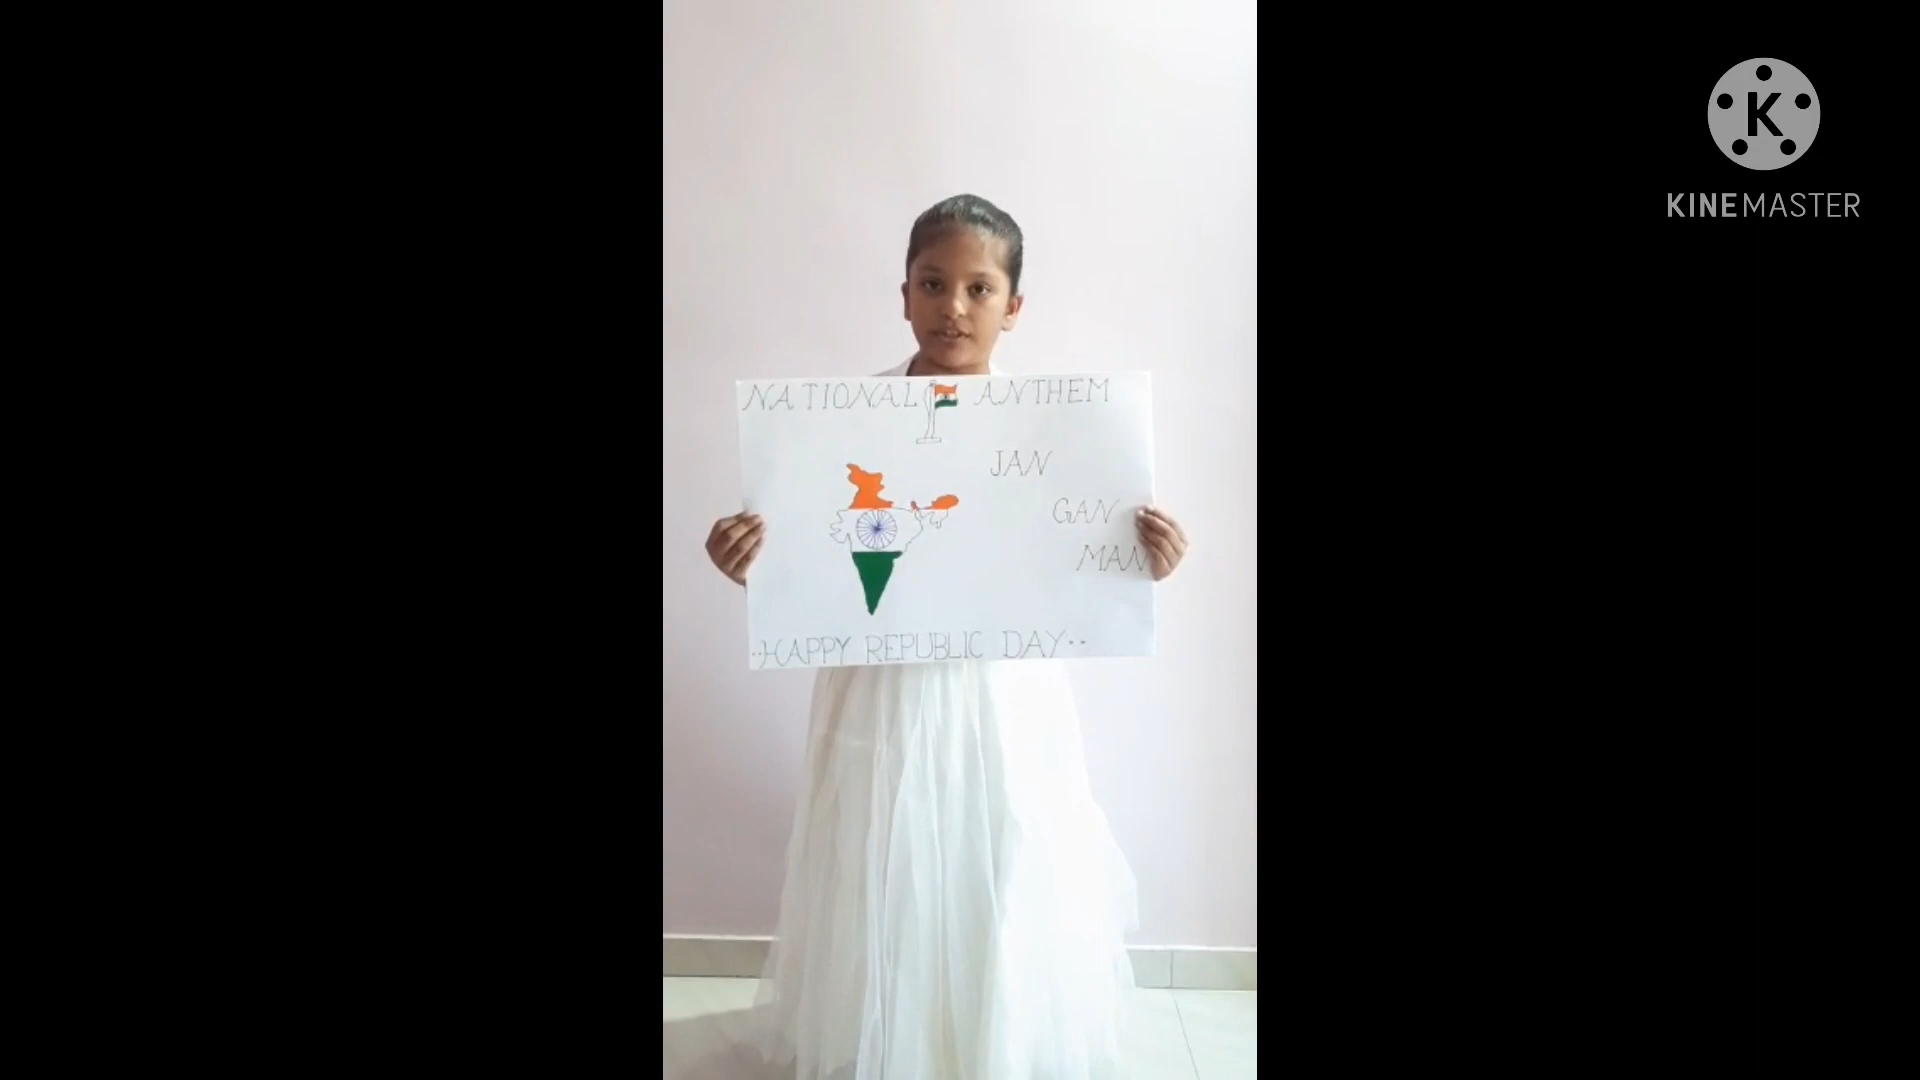 NATIONAL ANTHEM
JAN
GAN
MAN
..HAPPY REPUBLIC DAY..
K
KINEMASTER